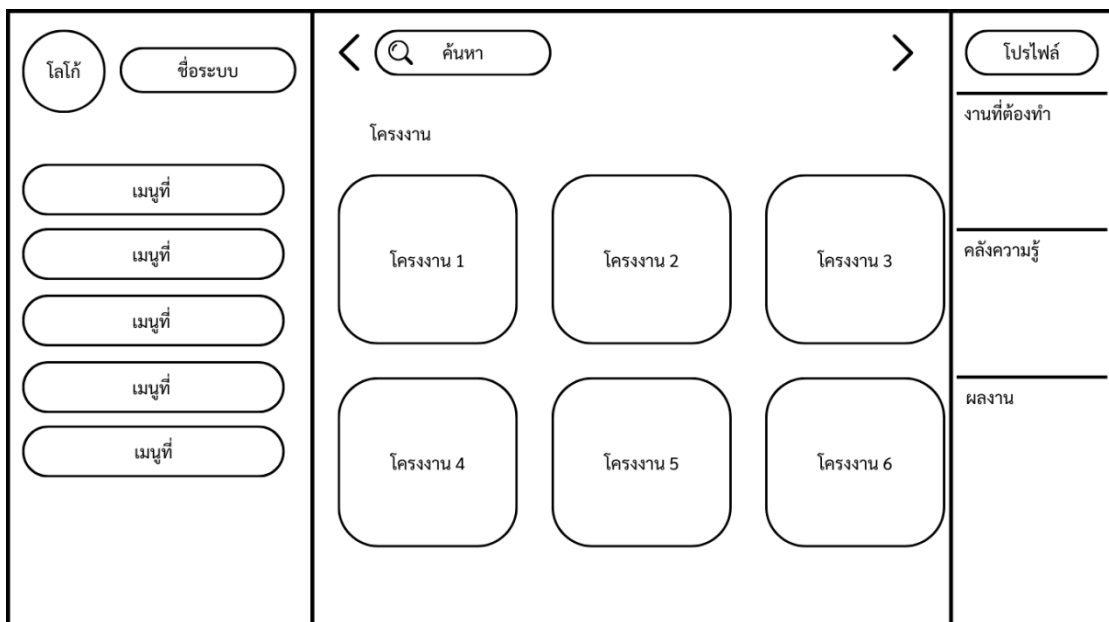 โลโก้
ชื่อระบบ
เมนูที่
เมนูที่
เมนูที่
เมนูที่
เมนูที่
ค้นหา
โครงงาน
โครงงาน 1
โครงงาน 2
โครงงาน 3
โครงงาน 4
โครงงาน 5
โครงงาน 6
โปรไฟล์
งานที่ต้องทำ
คลังความรู้
ผลงาน